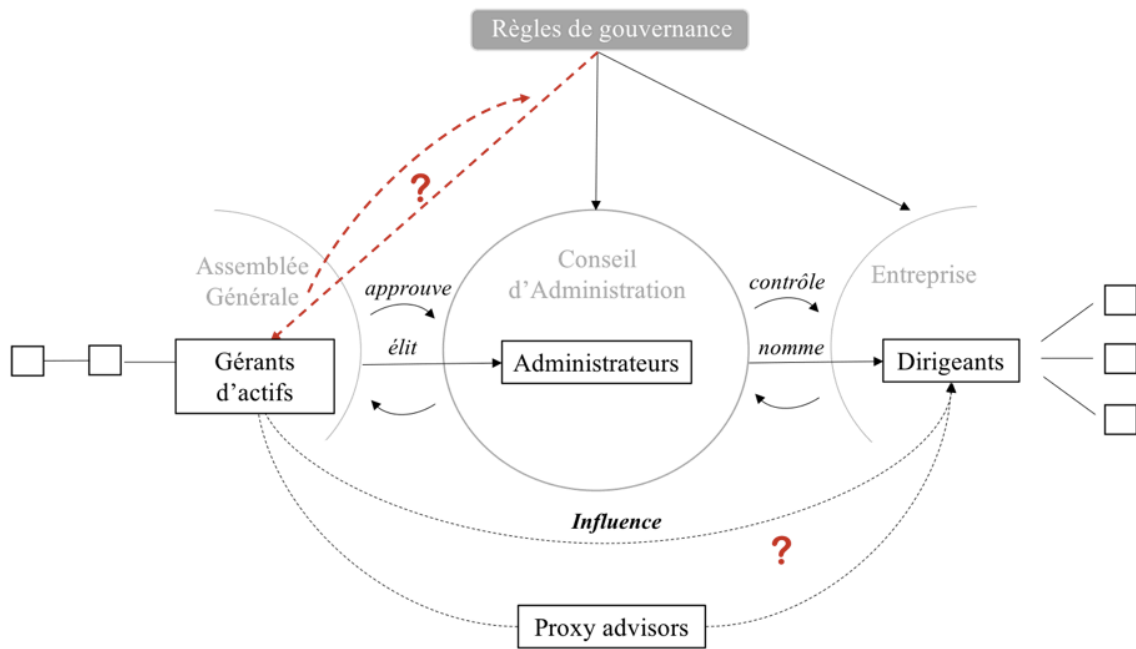 Règles de gouvernance
?
Assemblée
Générale
approuve
élit
Conseil
d’Administration
contrôle
nomme
Entreprise
Gérants
d’actifs
Administrateurs
Dirigeants
Influence
?
Proxy advisors